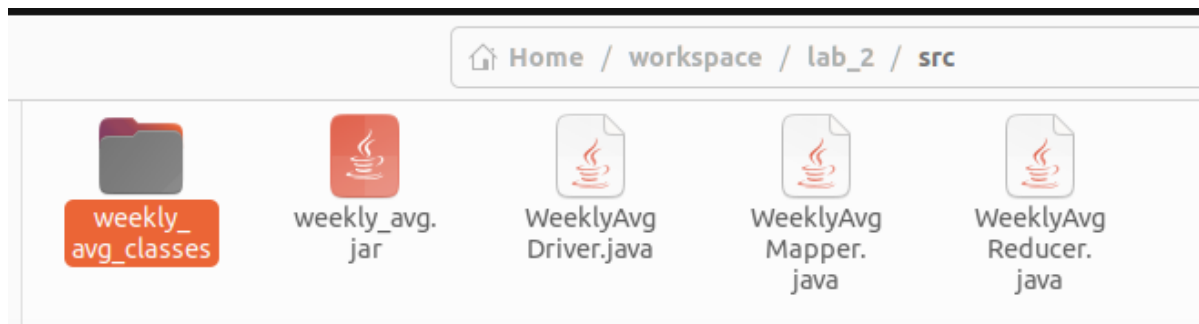 Home / workspace / lab_2 / src
weekly_ weekly_avg. WeeklyAvg WeeklyAvg WeeklyAvg
avg_classes jar Driver.java Mapper. Reducer.
java java